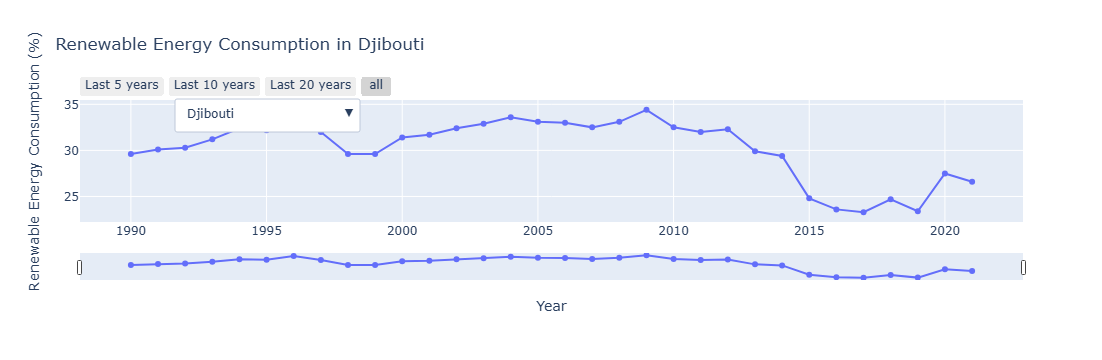 Renewable Energy Consumption in Djibouti
Last 5 years Last 10 years Last 20 years all
Djibouti ▼
Renewable Energy Consumption (%)
35
30
25
1990 1995 2000 2005 2010 2015 2020
Year